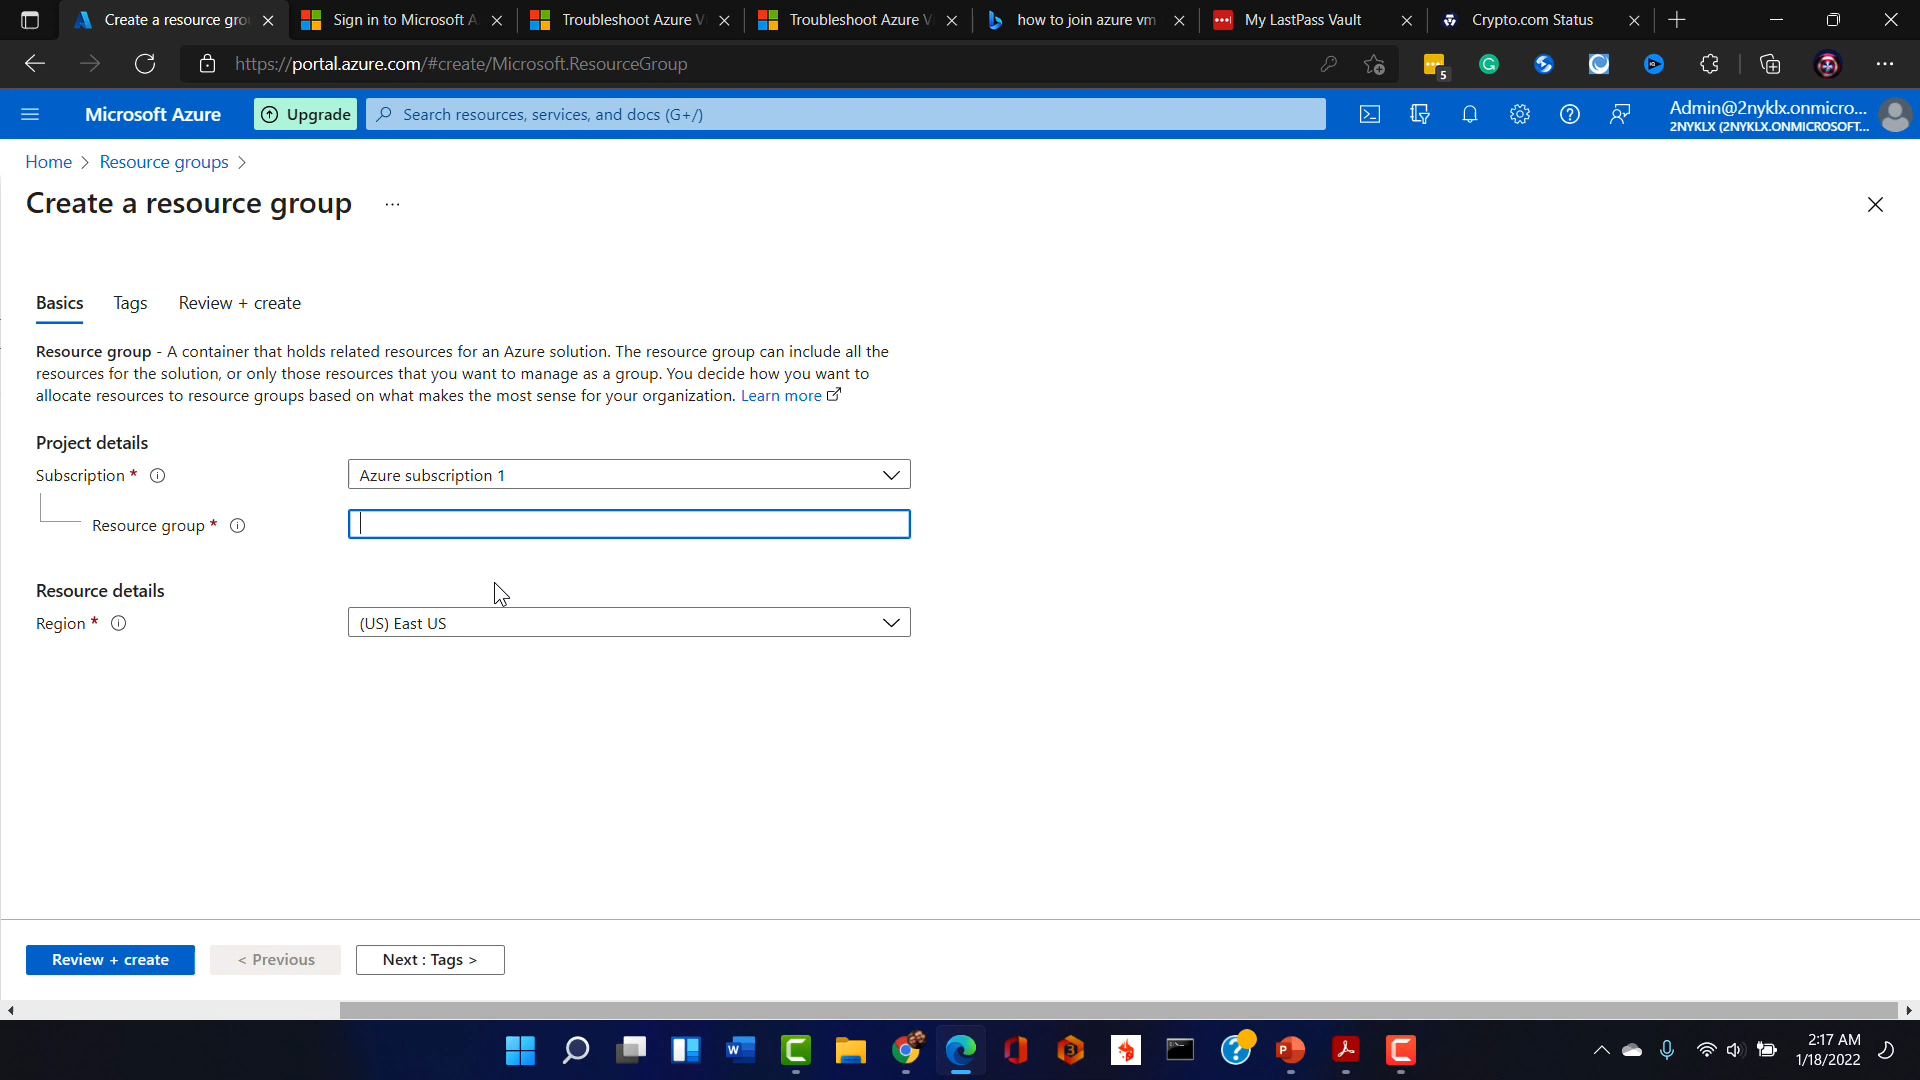 Create a resource gro
Sign in to Microsoft A
Troubleshoot Azure V
Troubleshoot Azure Vi
how to join azure vm
My LastPass Vault
Crypto.com Status
https://portal.azure.com/#create/Microsoft.ResourceGroup
5
Microsoft Azure
Upgrade
Search resources, services, and docs (G+/)
Admin@2nyklx.onmicro...
2NYKLX (2NYKLX.ONMICROSOFT...
Home > Resource groups >
Create a resource group ...
Basics Tags Review + create
Resource group - A container that holds related resources for an Azure solution. The resource group can include all the
resources for the solution, or only those resources that you want to manage as a group. You decide how you want to
allocate resources to resource groups based on what makes the most sense for your organization. Learn more
Project details
Subscription *
Azure subscription 1
Resource group *
Resource details
Region *
(US) East US
Review + create
< Previous
Next : Tags >
2:17 AM
1/18/2022